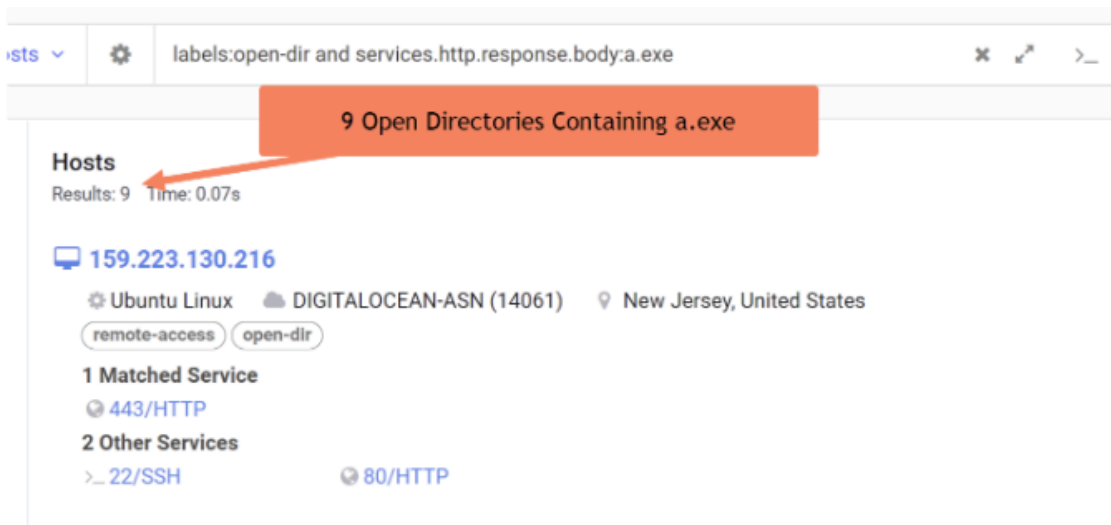 labels:open-dir and services.http.response.body:a.exe
9 Open Directories Containing a.exe
Hosts
Results: 9 Time: 0.07s
159.223.130.216
Ubuntu Linux DIGITALOCEAN-ASN (14061) New Jersey, United States
remote-access open-dir
1 Matched Service
443/HTTP
2 Other Services
>_ 22/SSH 80/HTTP